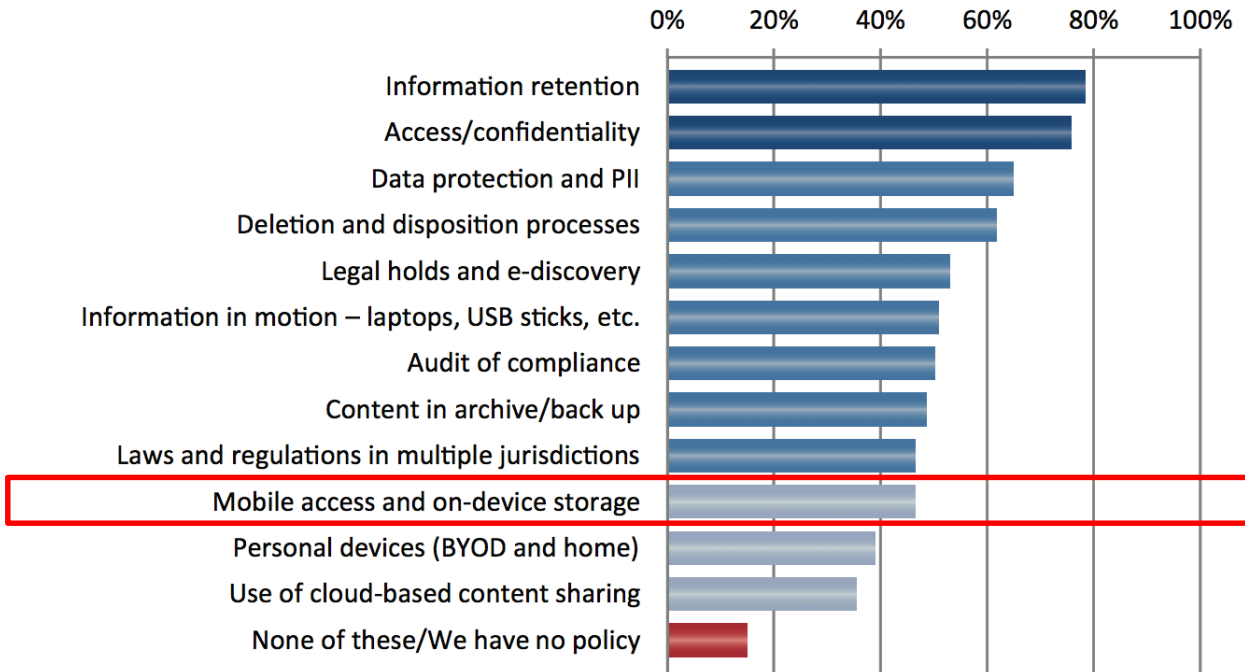 0% 20% 40% 60% 80% 100%
Information retention
Access/confidentiality
Data protection and PII
Deletion and disposition processes
Legal holds and e-discovery
Information in motion – laptops, USB sticks, etc.
Audit of compliance
Content in archive/back up
Laws and regulations in multiple jurisdictions
Mobile access and on-device storage
Personal devices (BYOD and home)
Use of cloud-based content sharing
None of these/We have no policy